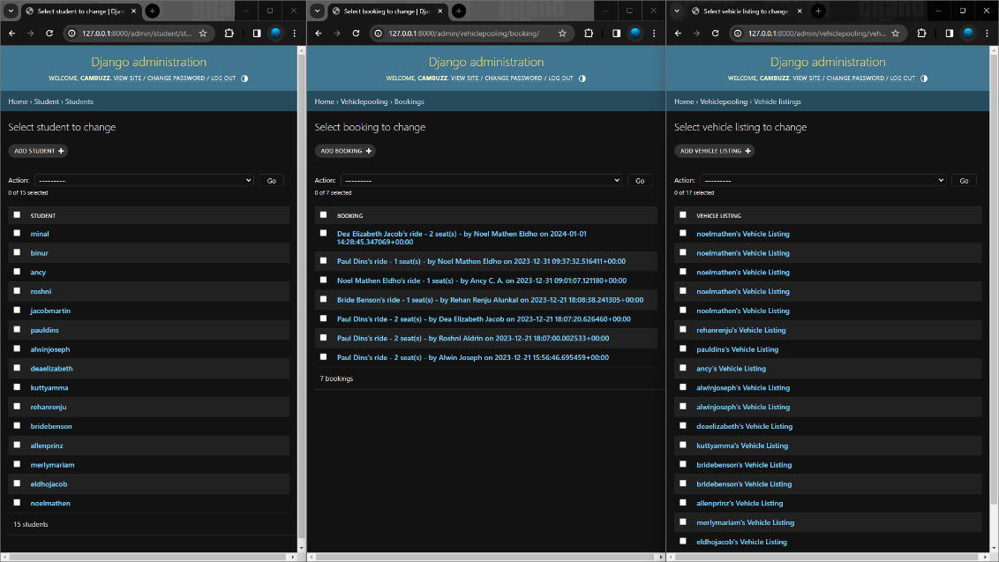 Select student to change | Djan
127.0.0.1:8000/admin/student/st...
Django administration
WELCOME, CAMBUZZ. VIEW SITE / CHANGE PASSWORD / LOG OUT
Home › Student › Students
Select student to change
ADD STUDENT +
Action: --------- Go
0 of 15 selected
STUDENT
minal
binur
ancy
roshni
jacobmartin
pauldins
alwinjoseph
deaelizabeth
kuttyamma
rehanrenju
bridebenson
allenprinz
merlymariam
eldhojacob
noelmathen
15 students
Select booking to change | Djan
127.0.0.1:8000/admin/vehiclepooling/booking/
Django administration
WELCOME, CAMBUZZ. VIEW SITE / CHANGE PASSWORD / LOG OUT
Home › Vehiclepooling › Bookings
Select booking to change
ADD BOOKING +
Action: --------- Go
0 of 7 selected
BOOKING
Dea Elizabeth Jacob's ride - 2 seat(s) - by Noel Mathen Eldho on 2024-01-01
14:28:45.347069+00:00
Paul Dins's ride - 1 seat(s) - by Noel Mathen Eldho on 2023-12-31 09:37:32.516411+00:00
Noel Mathen Eldho's ride - 1 seat(s) - by Ancy C. A. on 2023-12-31 09:01:07.121180+00:00
Bride Benson's ride - 1 seat(s) - by Rehan Renju Alunkal on 2023-12-21 18:08:38.241305+00:00
Paul Dins's ride - 2 seat(s) - by Dea Elizabeth Jacob on 2023-12-21 18:07:20.626460+00:00
Paul Dins's ride - 2 seat(s) - by Roshni Aldrin on 2023-12-21 18:07:00.002533+00:00
Paul Dins's ride - 2 seat(s) - by Alwin Joseph on 2023-12-21 15:56:46.695459+00:00
7 bookings
Select vehicle listing to change
127.0.0.1:8000/admin/vehiclepooling/veh...
Django administration
WELCOME, CAMBUZZ. VIEW SITE / CHANGE PASSWORD / LOG OUT
Home › Vehiclepooling › Vehicle listings
Select vehicle listing to change
ADD VEHICLE LISTING +
Action: --------- Go
0 of 17 selected
VEHICLE LISTING
noelmathen's Vehicle Listing
noelmathen's Vehicle Listing
noelmathen's Vehicle Listing
noelmathen's Vehicle Listing
noelmathen's Vehicle Listing
rehanrenju's Vehicle Listing
pauldins's Vehicle Listing
ancy's Vehicle Listing
alwinjoseph's Vehicle Listing
alwinjoseph's Vehicle Listing
deaelizabeth's Vehicle Listing
kuttyamma's Vehicle Listing
bridebenson's Vehicle Listing
bridebenson's Vehicle Listing
allenprinz's Vehicle Listing
merlymariam's Vehicle Listing
eldhojacob's Vehicle Listing